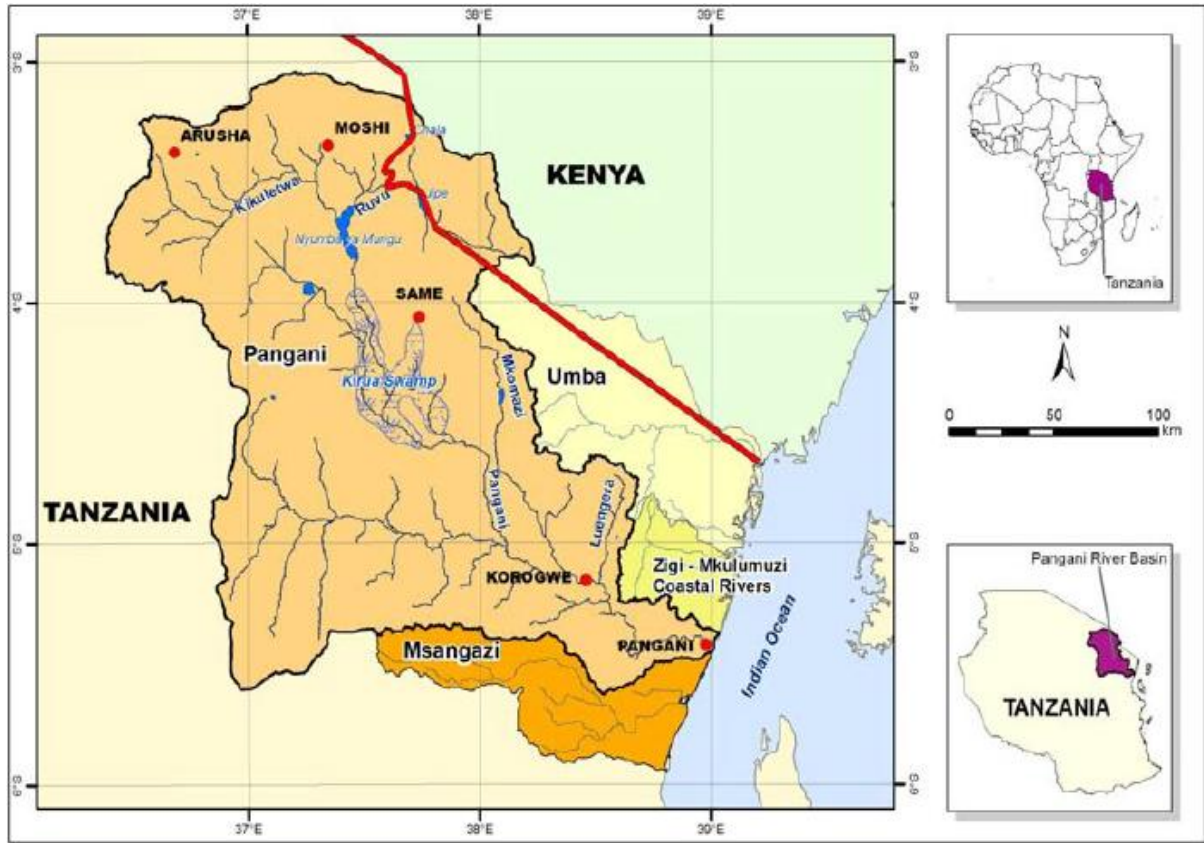 37°E
38°E
39°E
3°S
3°S
ARUSHA
MOSHI
Chala
KENYA
Kikuletwa
Ruvu
Jipe
Nyumba ya Mungu
Tanzania
4°S
4°S
SAME
N
Pangani
Kirua Swamp
Mkomazi
Umba
0
50
100
km
TANZANIA
Pangani
Luengera
5°S
5°S
KOROGWE
Zigi - Mkulumuzi
Coastal Rivers
Pangani River Basin
Msangazi
PANGANI
Indian Ocean
TANZANIA
6°S
6°S
37°E
38°E
39°E